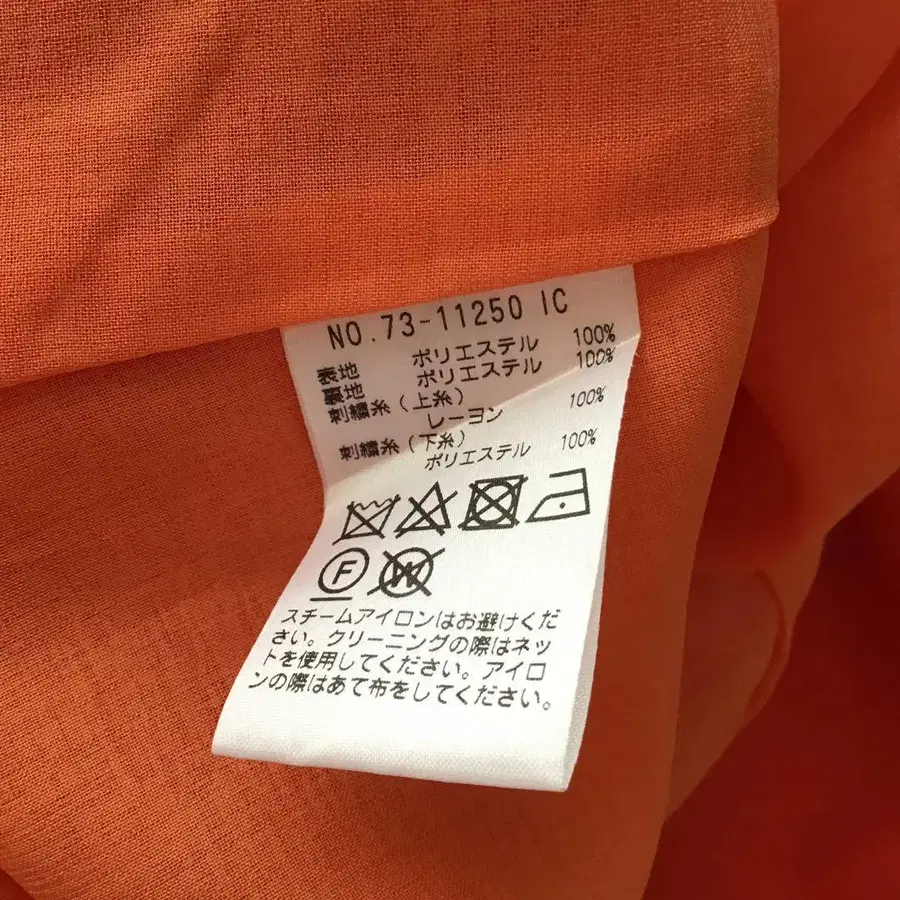 NO.73-11250 IC
表地 ポリエステル 100%
裏地 ポリエステル 100%
刺繍糸(上糸)
レーヨン 100%
刺繍糸(下糸)
ポリエステル 100%
F W
スチームアイロンはお避けくだ
さい。クリーニングの際はネッ
トを使用してください。アイロ
ンの際はあて布をしてください。